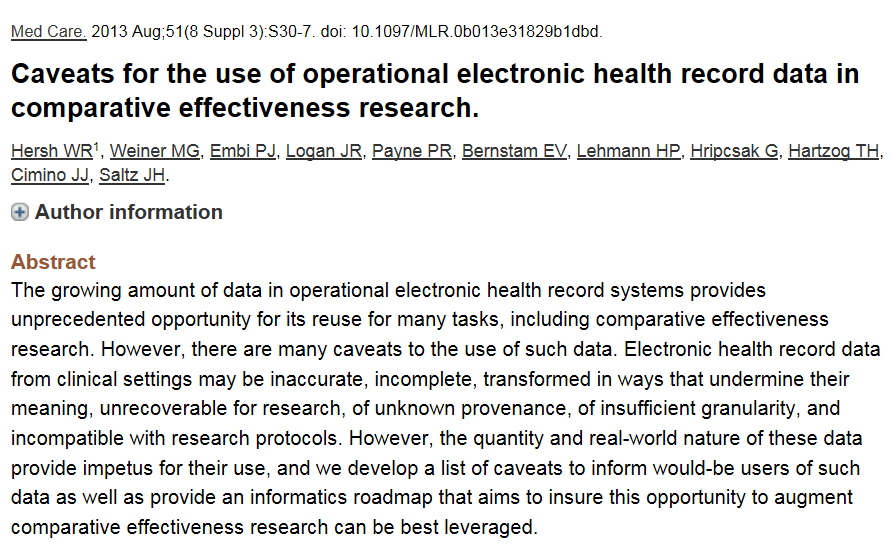 Med Care. 2013 Aug;51(8 Suppl 3):S30-7. doi: 10.1097/MLR.0b013e31829b1dbd.
Caveats for the use of operational electronic health record data in
comparative effectiveness research.
Hersh WR1, Weiner MG, Embi PJ, Logan JR, Payne PR, Bernstam EV, Lehmann HP, Hripcsak G, Hartzog TH,
Cimino JJ, Saltz JH.
Author information
Abstract
The growing amount of data in operational electronic health record systems provides
unprecedented opportunity for its reuse for many tasks, including comparative effectiveness
research. However, there are many caveats to the use of such data. Electronic health record data
from clinical settings may be inaccurate, incomplete, transformed in ways that undermine their
meaning, unrecoverable for research, of unknown provenance, of insufficient granularity, and
incompatible with research protocols. However, the quantity and real-world nature of these data
provide impetus for their use, and we develop a list of caveats to inform would-be users of such
data as well as provide an informatics roadmap that aims to insure this opportunity to augment
comparative effectiveness research can be best leveraged.